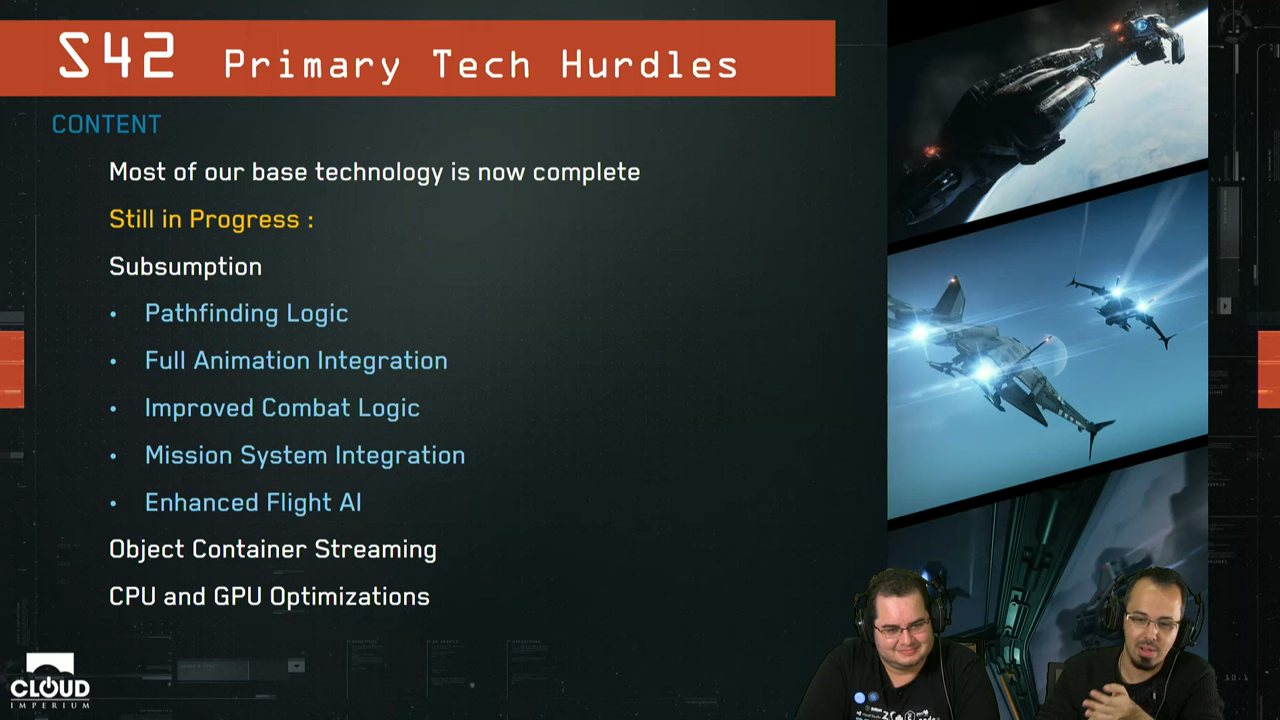 S42 Primary Tech Hurdles
CONTENT
Most of our base technology is now complete
Still in Progress :
Subsumption
• Pathfinding Logic
• Full Animation Integration
• Improved Combat Logic
• Mission System Integration
• Enhanced Flight AI
Object Container Streaming
CPU and GPU Optimizations
CLOUD
IMPERIUM